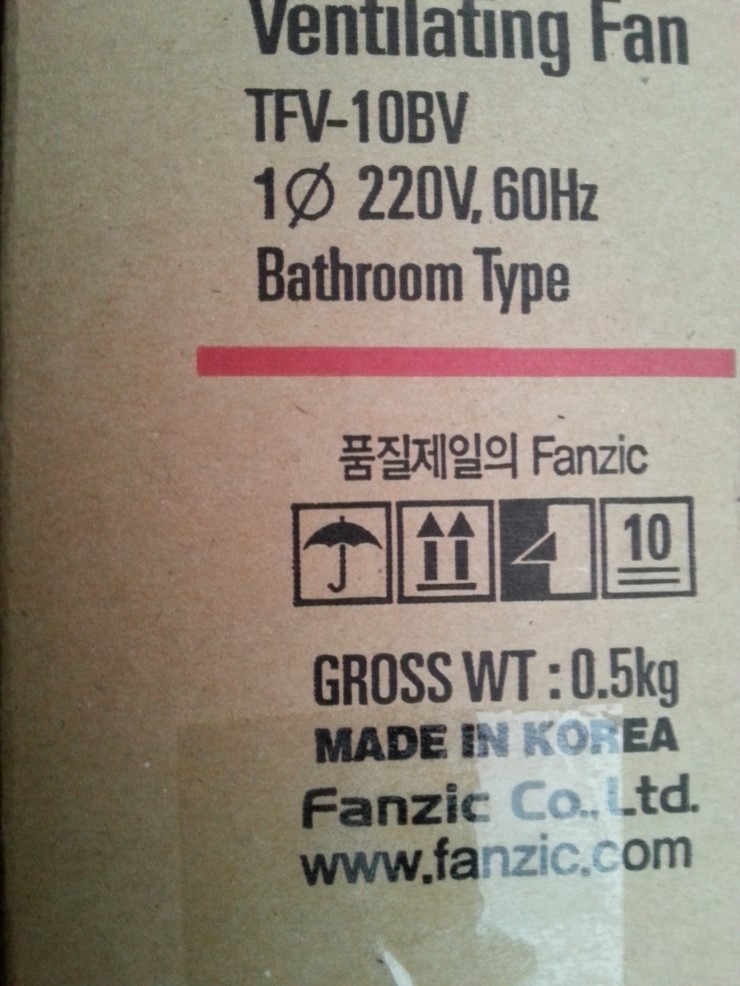 Ventilating Fan
TFV-10BV
1Ø 220V, 60Hz
Bathroom Type
품질제일의 Fanzic
10
GROSS WT : 0.5kg
MADE IN KOREA
Fanzic Co., Ltd.
www.fanzic.com